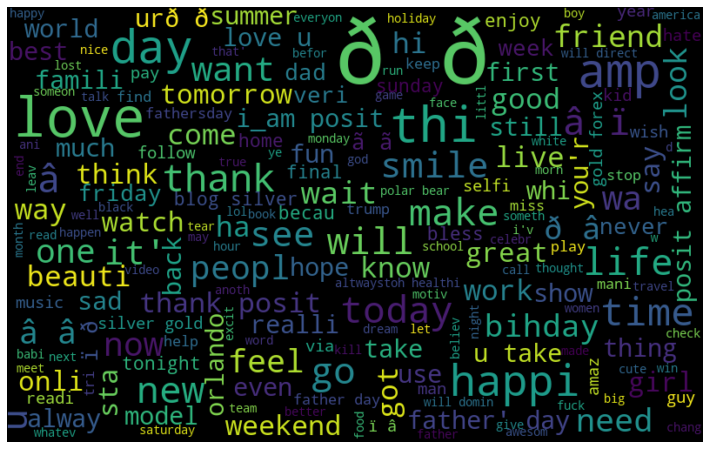 happy
nice
urð ð
summer
everyon
holiday
boy
year
america
world
that'
love u
befor
hi
enjoy
friend
hate
best
lost
day
want
ð ð
run
keep
week
will direct
look
famili
pay
dad
first
sunday
game
amp
kid
someon
talk
find
tomorrow
veri
fathersday
face
good
littl
gold forex
wish
love
come
i_am posit
home
ã ã
thi
still
white
â ï
d
ani
much
follow
ye
monday
morn
say
think
fun
true
god
smile
live
you'r
stop
end
â
thank
final
wait
polar bear
selfi
whi
wa
hea
leav
friday
blog silver
becau
trump
miss
someth
posit affirm
way
watch
black
tear
lol
book
bless
i'v
celebr
ð â
never
well
ha
see
will
make
school
great
play
w
one
it'
back
may
hour
know
call
thought
mani
travel
month
read
happen
peopl
hope
life
beauti
video
altwaystoh healthi
work
show
women
music
sad
thank posit
anoth
motiv
today
night
time
â â
ï ð
silver gold
realli
dream
let
bihday
check
babi
next
help
word
via
take
believ
u take
thing
made
now
tonight
kill
cute
win
meet
tri
orlando
feel
go
amaz
girl
onli
sta
excit
even
use
happi
got
man
guy
readi
new
father day
will domin
fuck
big
chang
u
alway
model
team
better
food
give
awesom
whatev
saturday
weekend
father
ï â
father' day
need